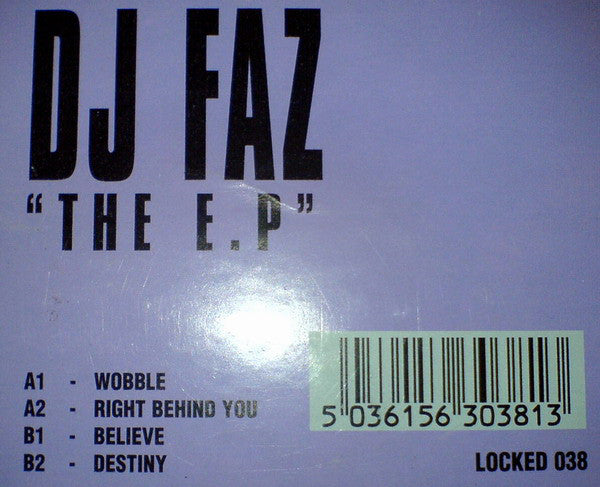 DJ FAZ
"THE E.P"
A1 - WOBBLE
A2 - RIGHT BEHIND YOU
B1 - BELIEVE
B2 - DESTINY
5 036156 303813
LOCKED 038